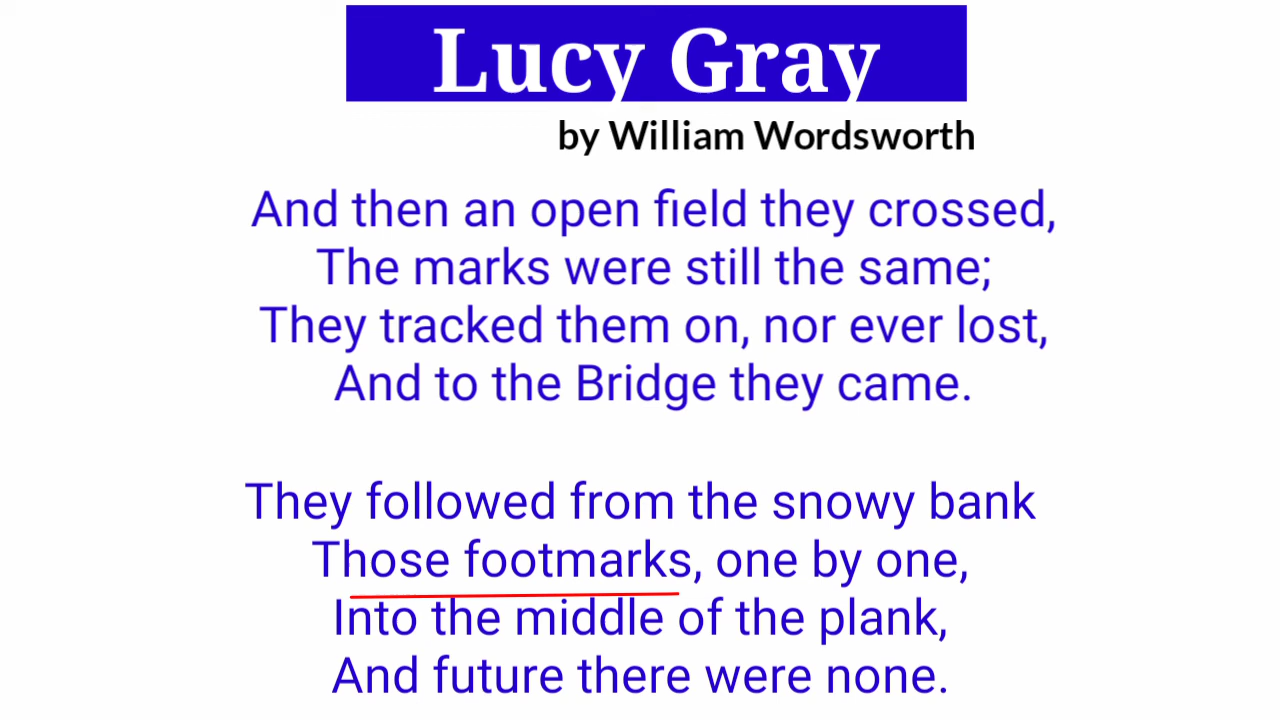 Lucy Gray
by William Wordsworth
And then an open field they crossed,
The marks were still the same;
They tracked them on, nor ever lost,
And to the Bridge they came.
They followed from the snowy bank
Those footmarks, one by one,
Into the middle of the plank,
And future there were none.